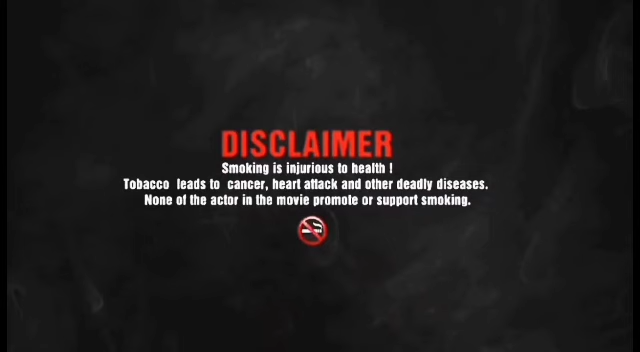 DISCLAIMER
Smoking is injurious to health !
Tobacco leads to cancer, heart attack and other deadly diseases.
None of the actor in the movie promote or support smoking.